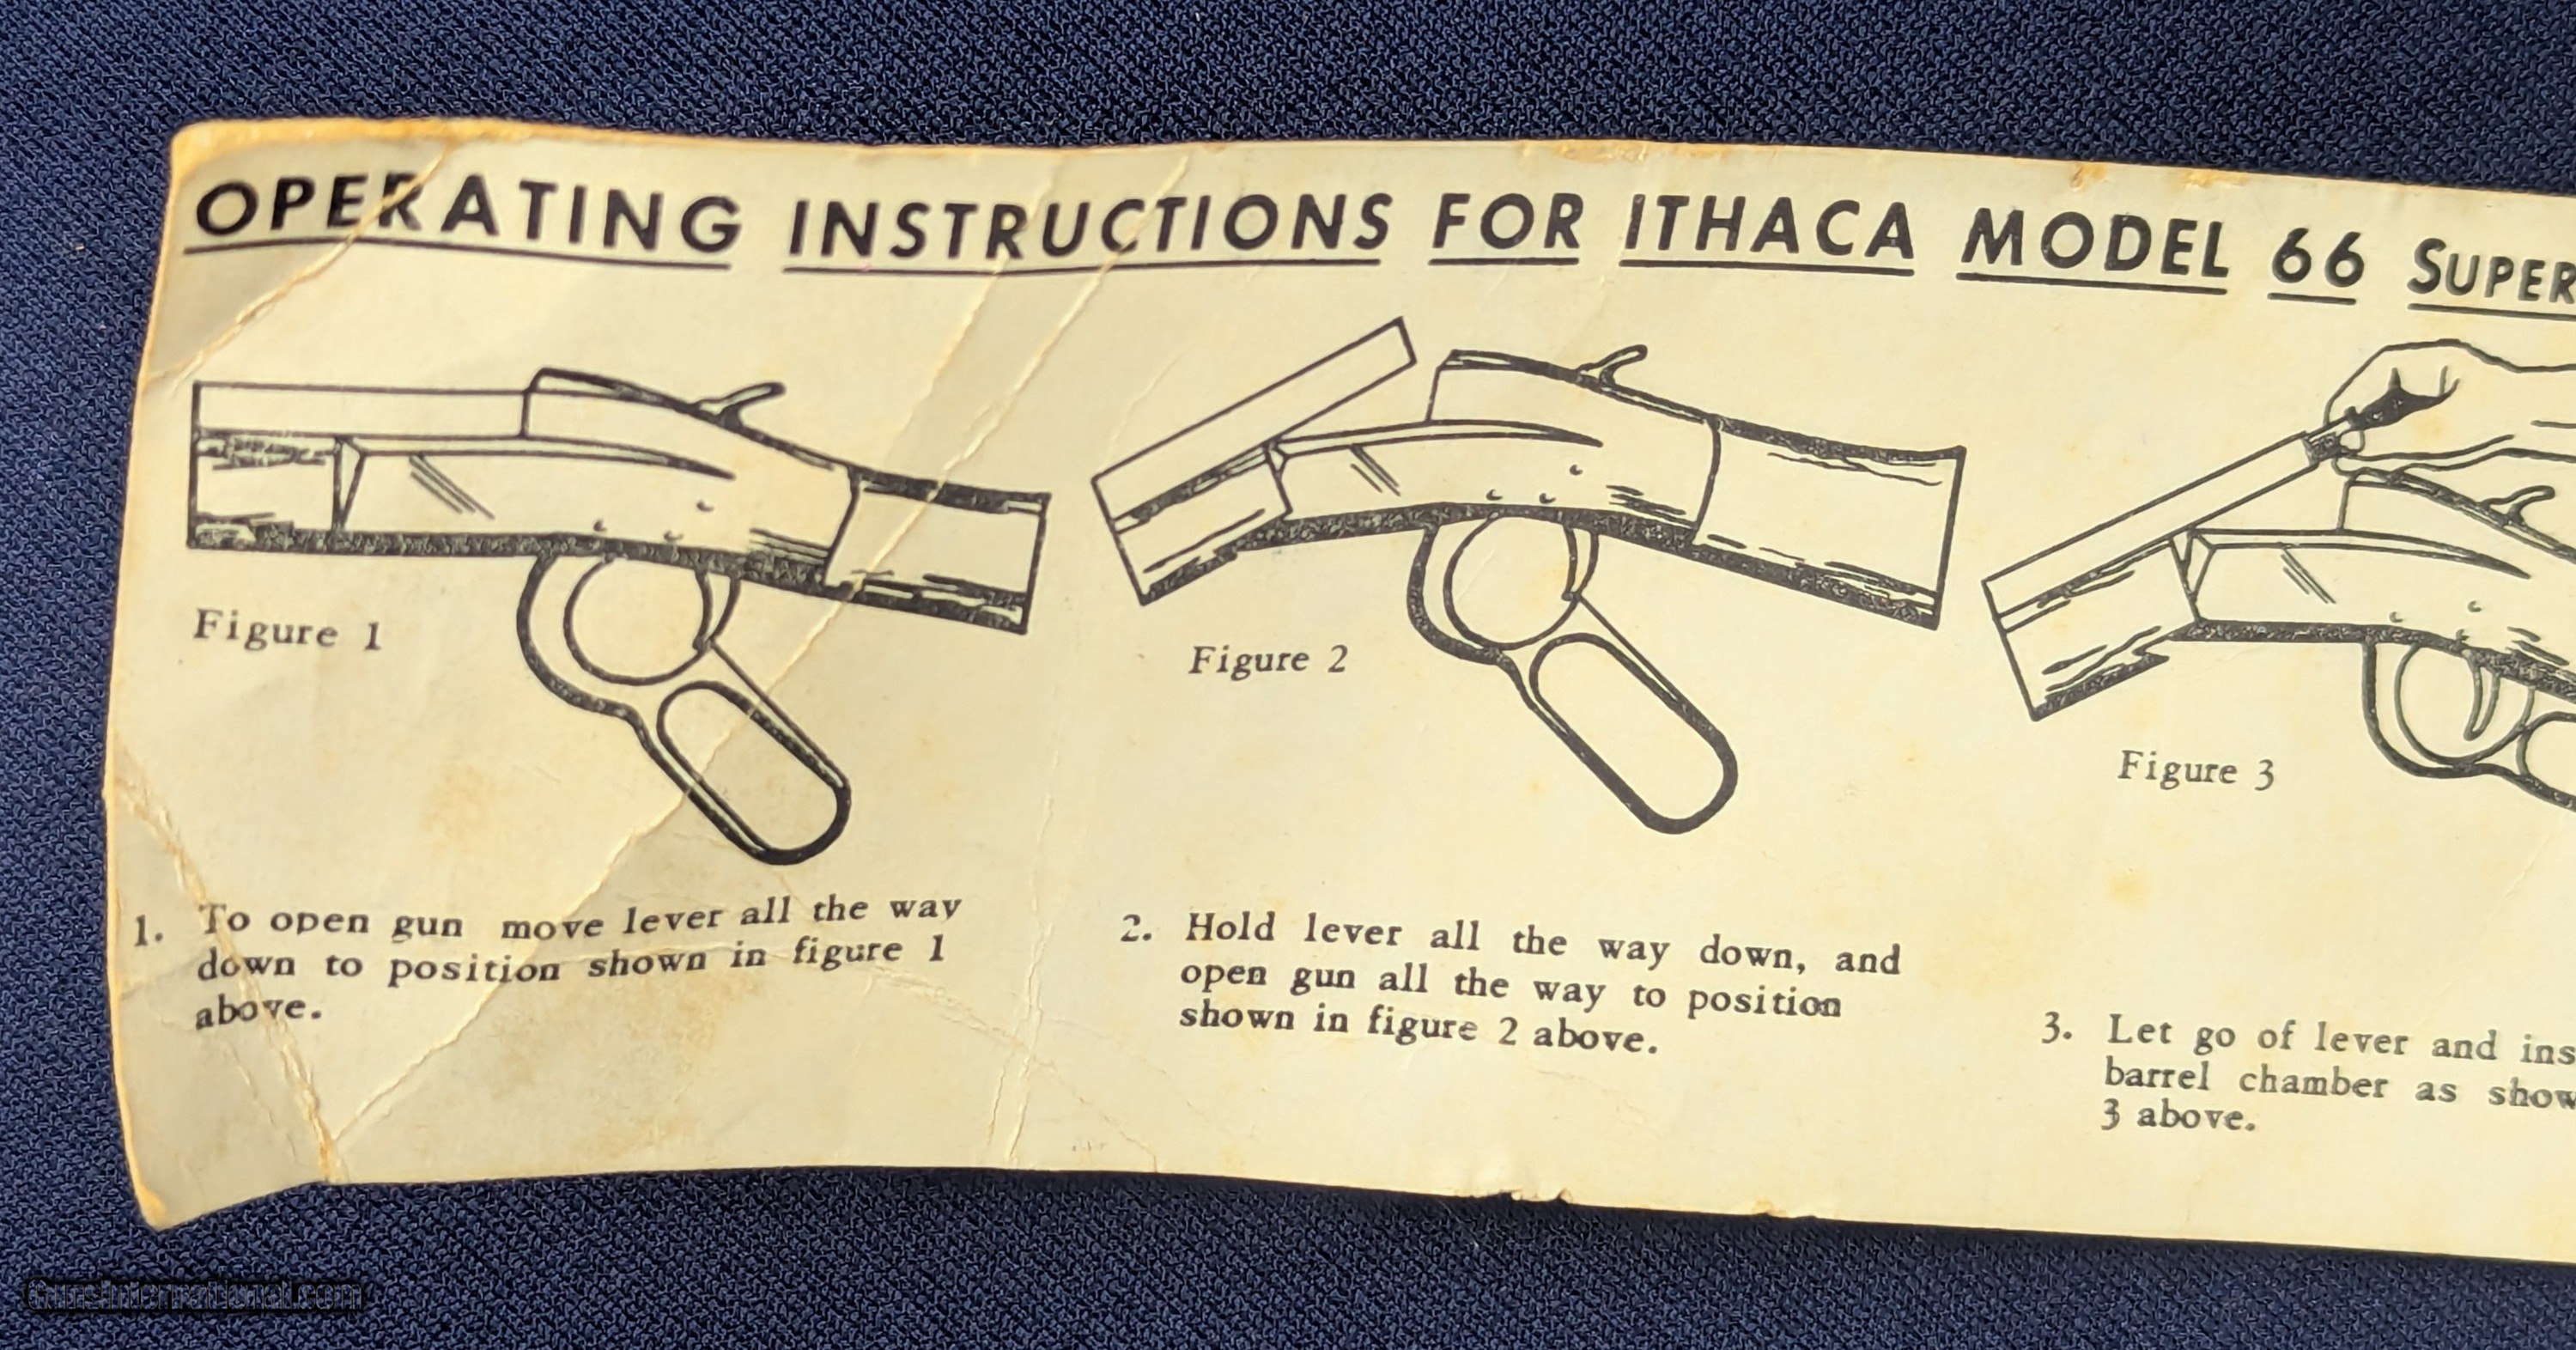 OPERATING INSTRUCTIONS FOR ITHACA MODEL 66 SUPER
Figure 1
Figure 2
Figure 3
1. To open gun move lever all the way
down to position shown in figure 1
above.
2. Hold lever all the way down, and
open gun all the way to position
shown in figure 2 above.
3. Let go of lever and ins
barrel chamber as show
3 above.
GunsInternational.com